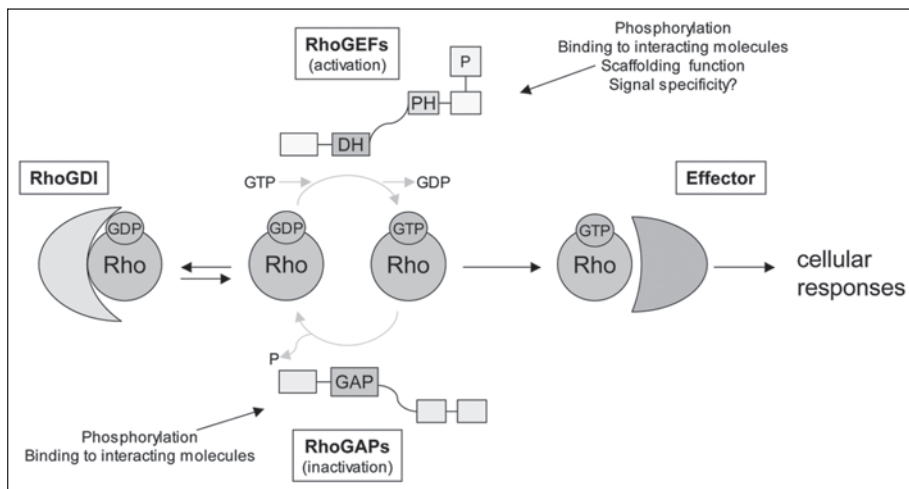 RhoGEFs
(activation)
Phosphorylation
Binding to interacting molecules
Scaffolding function
Signal specificity?
P
PH
DH
RhoGDI
GTP
GDP
Effector
GDP
Rho
GDP
Rho
GTP
Rho
GTP
Rho
cellular
responses
P
GAP
Phosphorylation
Binding to interacting molecules
RhoGAPs
(inactivation)